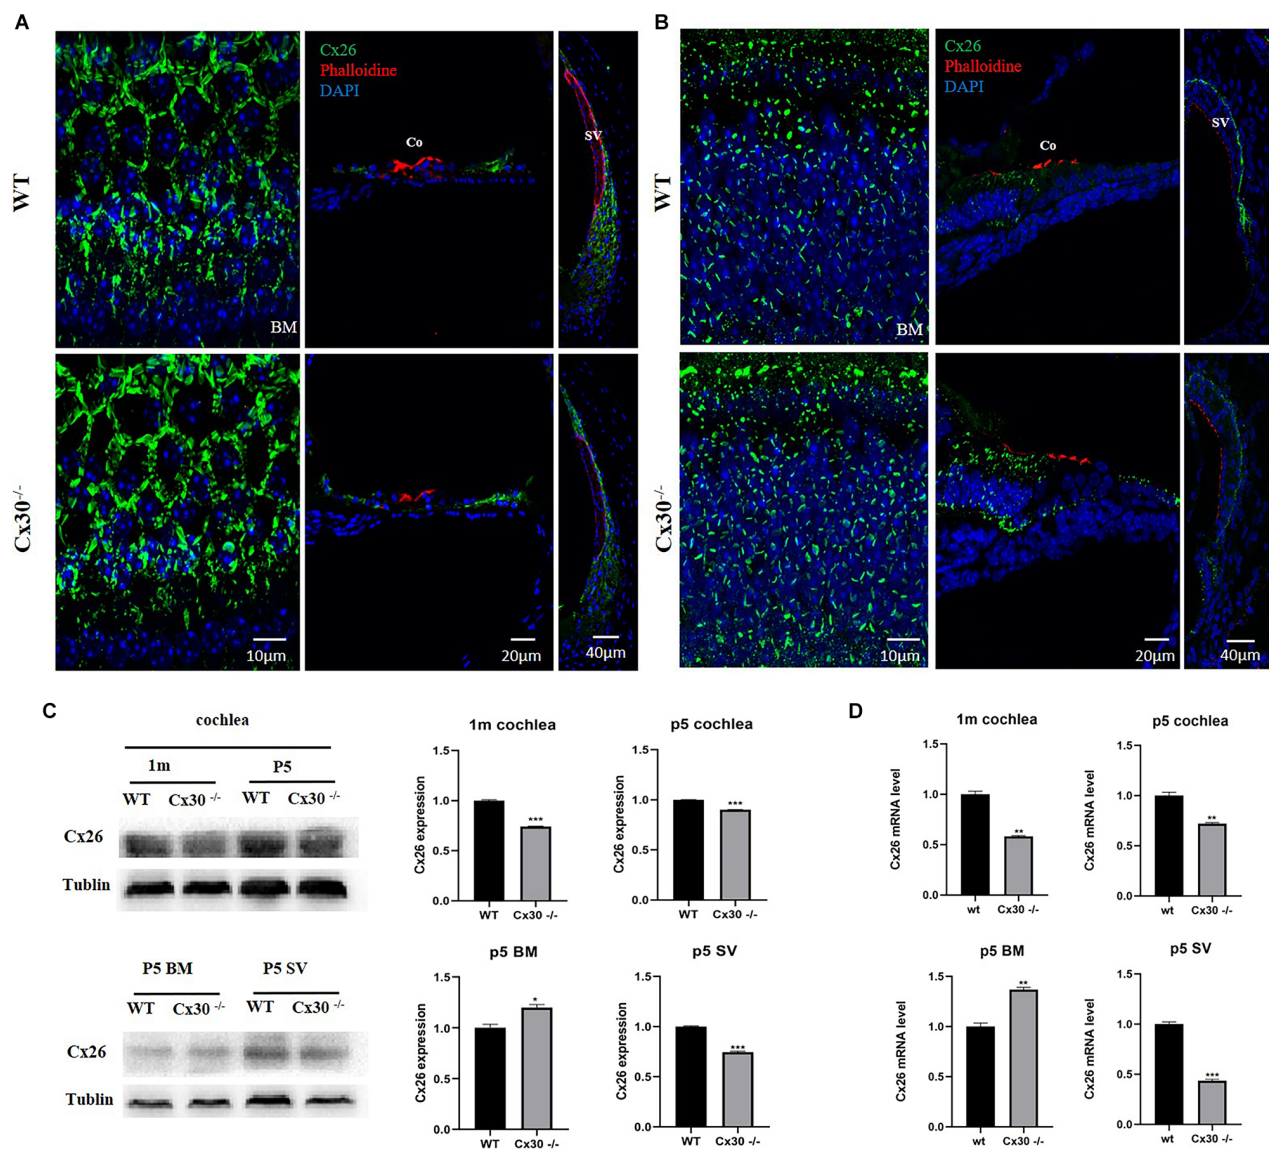 A
Cx26
Phalloidine
DAPI
WT
BM
Co
SV
Cx30-/-
10µm
20µm
40µm
B
Cx26
Phalloidine
DAPI
WT
BM
Co
SV
Cx30-/-
10µm
20µm
40µm
C
cochlea
1m P5
WT Cx30 -/- WT Cx30 -/-
Cx26
Tublin
P5 BM P5 SV
WT Cx30 -/- WT Cx30 -/-
Cx26
Tublin
1m cochlea
Cx26 expression
1.5
1.0
0.5
0.0
***
WT Cx30 -/-
p5 cochlea
Cx26 expression
1.5
1.0
0.5
0.0
***
WT Cx30 -/-
p5 BM
Cx26 expression
1.5
1.0
0.5
0.0
*
WT Cx30 -/-
p5 SV
Cx26 expression
1.5
1.0
0.5
0.0
***
WT Cx30 -/-
D
1m cochlea
Cx26 mRNA level
1.5
1.0
0.5
0.0
**
wt Cx30 -/-
p5 cochlea
Cx26 mRNA level
1.5
1.0
0.5
0.0
**
wt Cx30 -/-
p5 BM
Cx26 mRNA level
1.5
1.0
0.5
0.0
**
wt Cx30 -/-
p5 SV
Cx26 mRNA level
1.5
1.0
0.5
0.0
***
wt Cx30 -/-